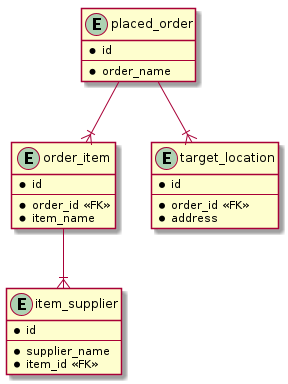 E placed_order
id
order_name
E order_item
id
order_id «FK»
item_name
E target_location
id
order_id «FK»
address
E item_supplier
id
supplier_name
item_id «FK»